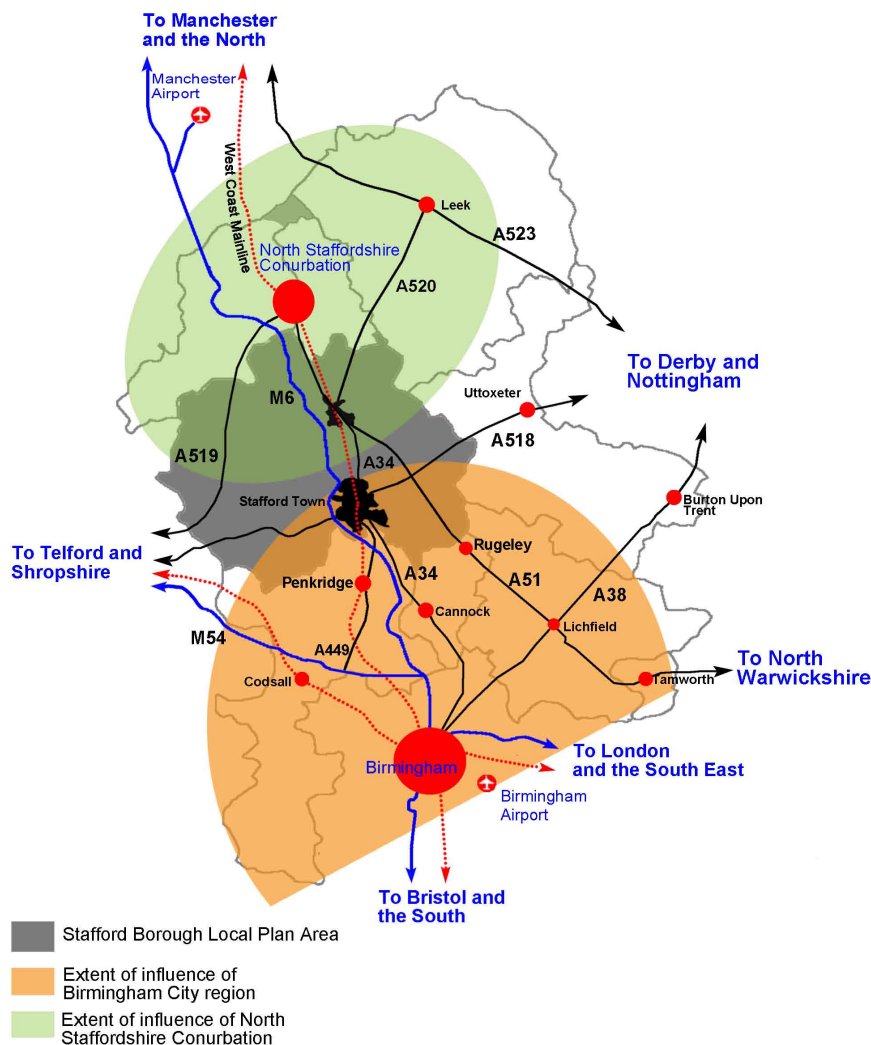 To Manchester
and the North
Manchester
Airport
West Coast Mainline
Leek
A523
North Staffordshire
Conurbation
A520
To Derby and
Nottingham
M6
Uttoxeter
A518
A519
A34
Stafford Town
Burton Upon
Trent
To Telford and
Shropshire
Rugeley
Penkridge
A34
A51
A38
Cannock
Lichfield
M54
A449
Codsall
Tamworth
To North
Warwickshire
Birmingham
To London
and the South East
Birmingham
Airport
To Bristol and
the South
Stafford Borough Local Plan Area
Extent of influence of
Birmingham City region
Extent of influence of North
Staffordshire Conurbation